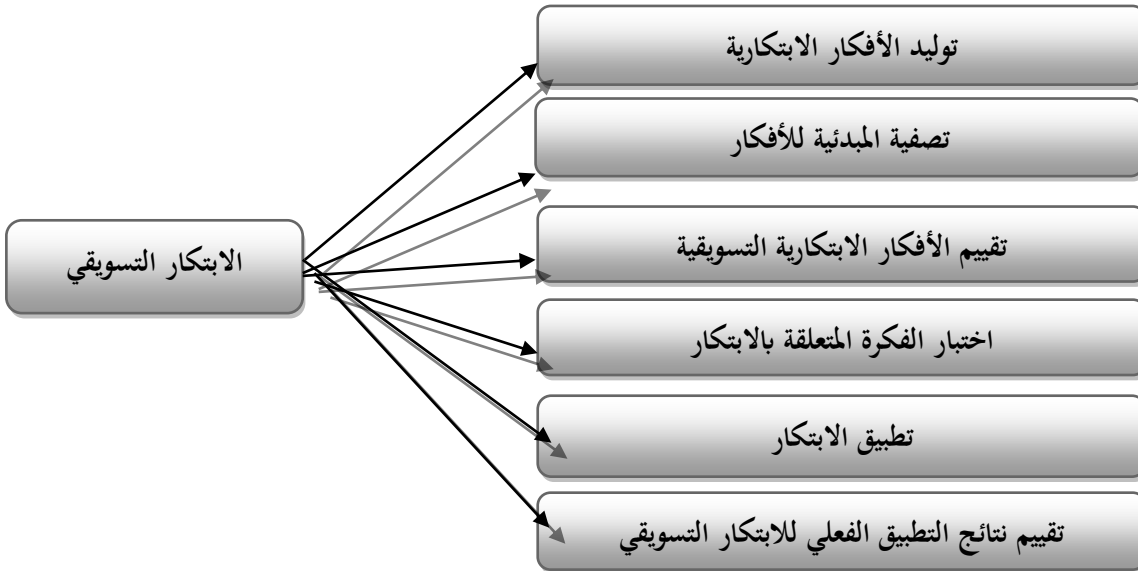 توليد الأفكار الابتكارية
تصفية المبدئية للأفكار
الابتكار التسويقي
تقييم الأفكار الابتكارية التسويقية
اختبار الفكرة المتعلقة بالابتكار
تطبيق الابتكار
تقييم نتائج التطبيق الفعلي للابتكار التسويقي